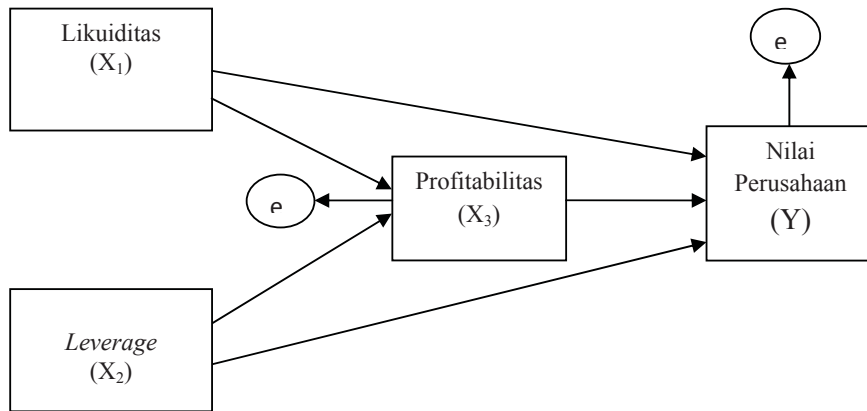 Likuiditas
(X₁)
e
Nilai
Perusahaan
(Y)
Profitabilitas
(X₃)
e
Leverage
(X₂)